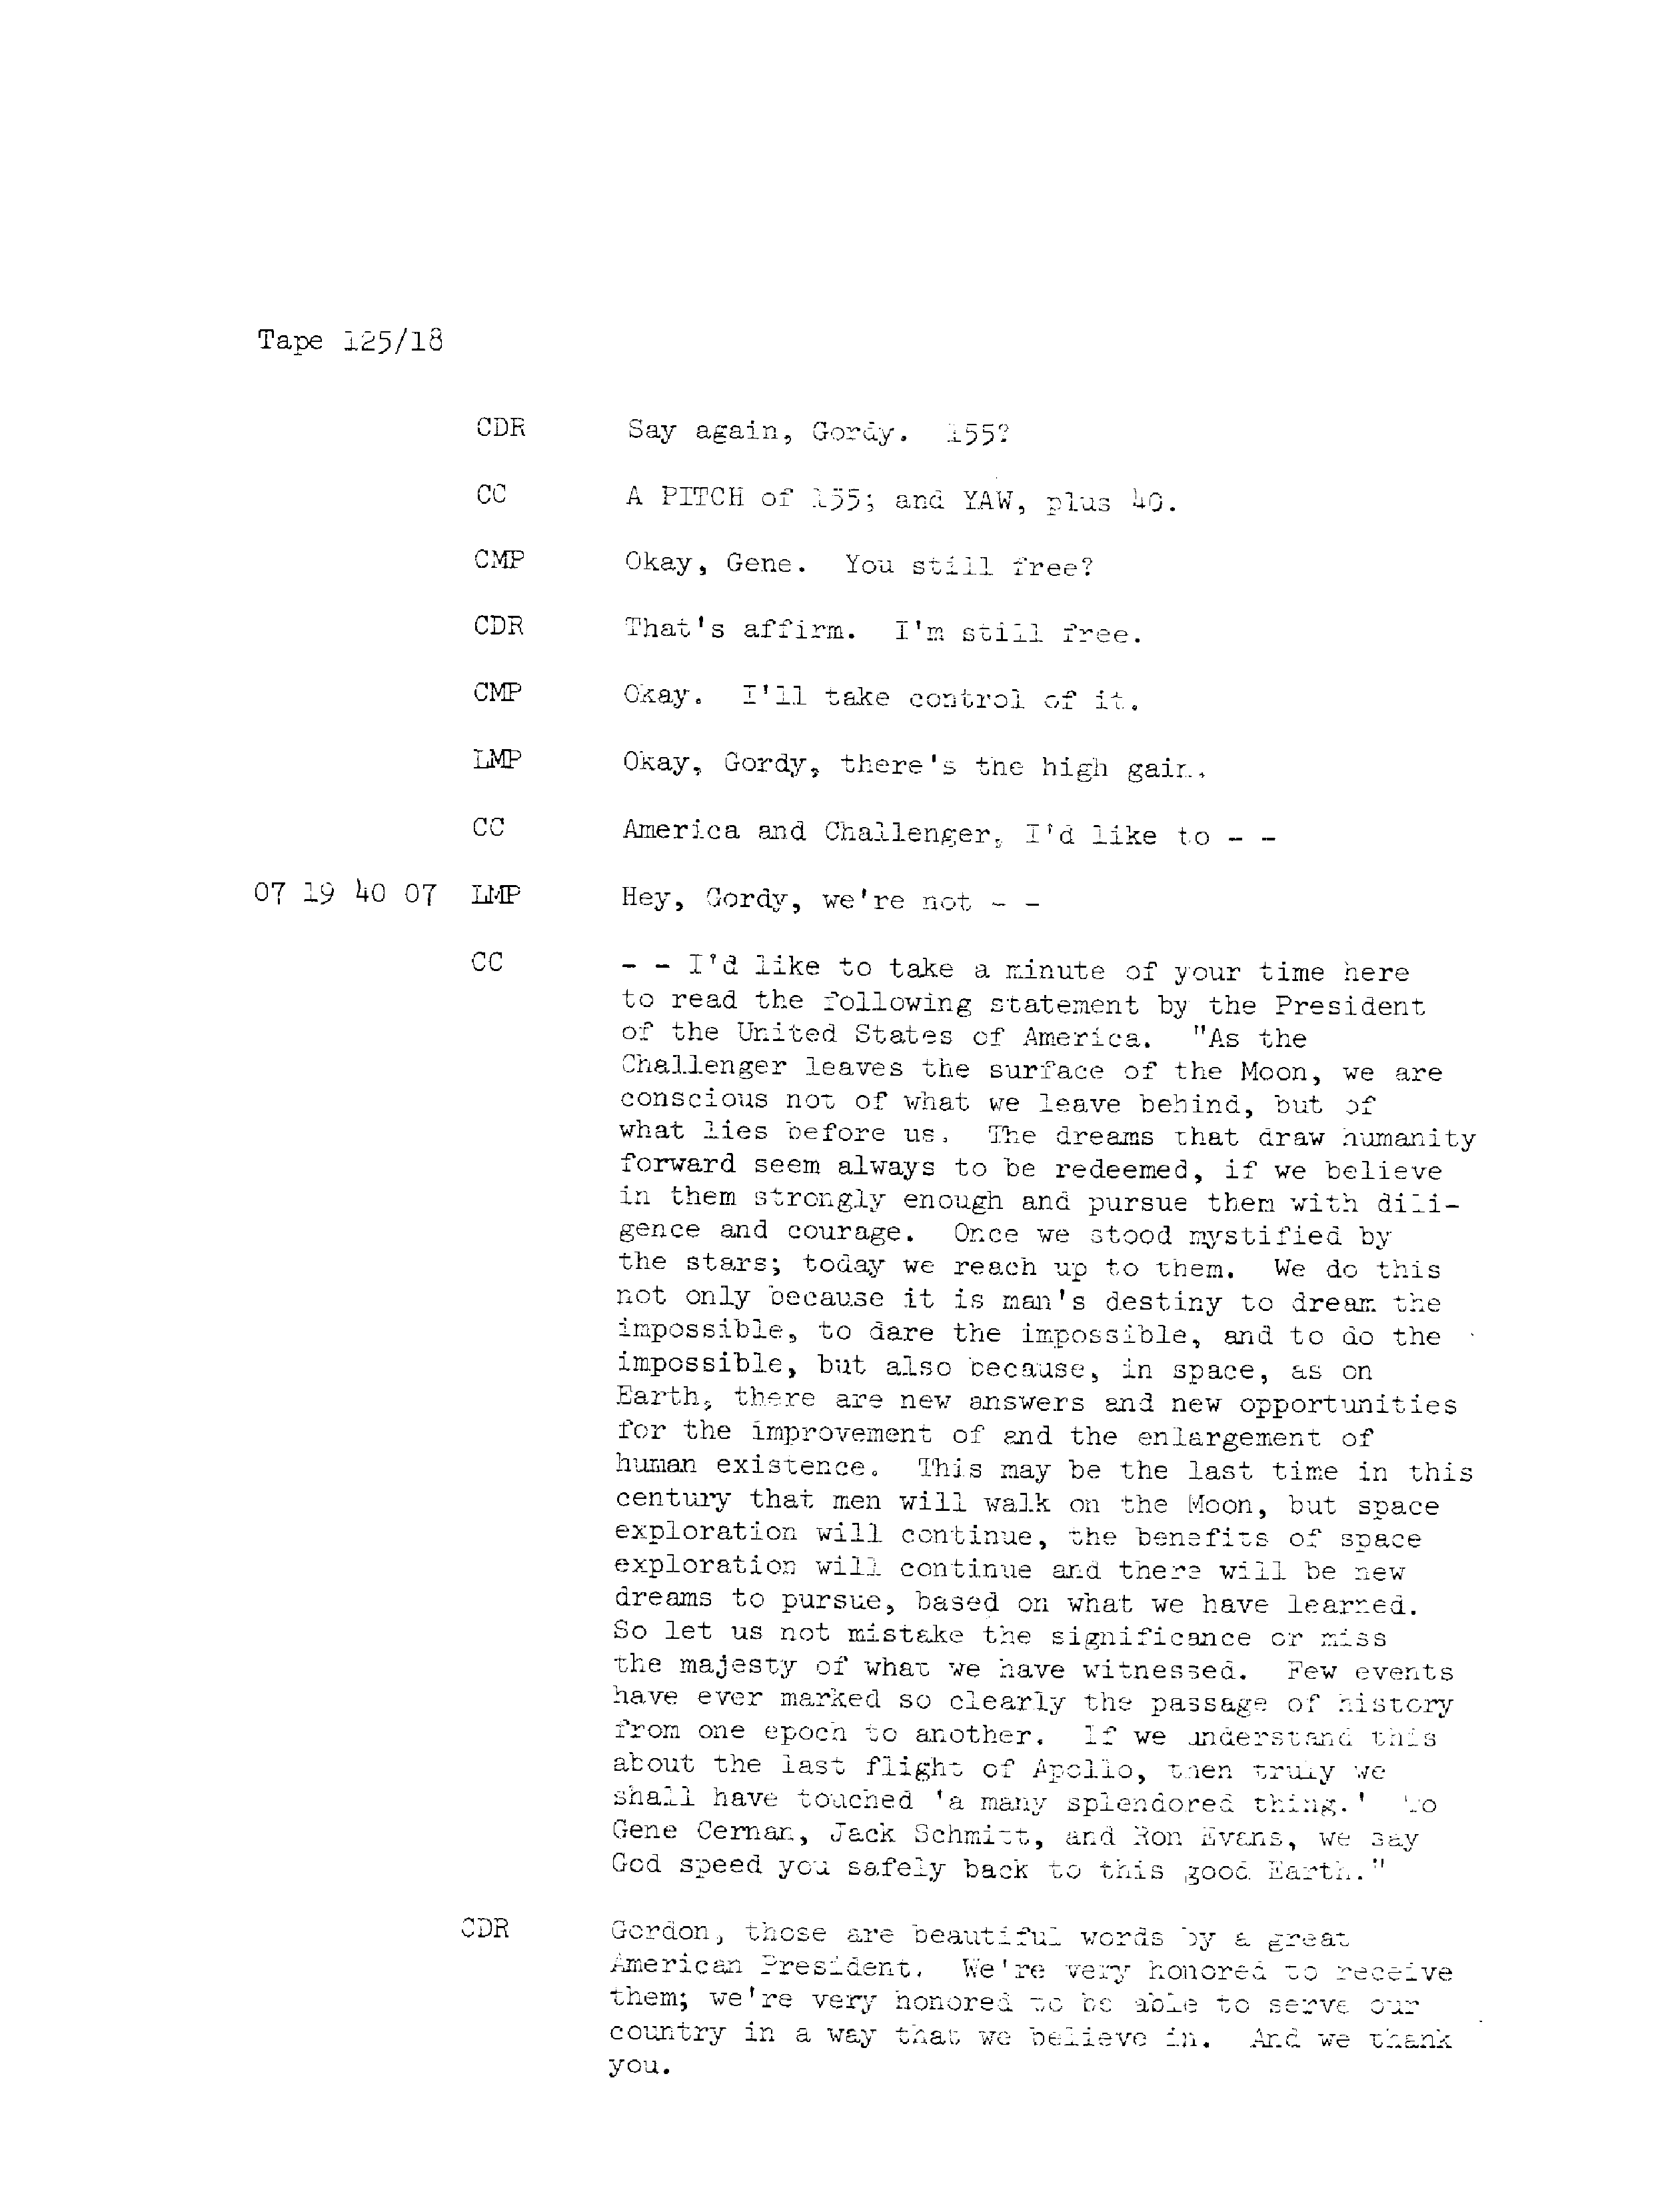 Tape 125/18
CDR Say again, Gordy. 155?
CC A PITCH of 155; and YAW, plus 40.
CMP Okay, Gene. You still free?
CDR That's affirm. I'm still free.
CMP Okay. I'll take control of it.
LMP Okay, Gordy, there's the high gain.
CC America and Challenger, I'd like to - -
07 19 40 07 LMP Hey, Gordy, we're not - -
CC - - I'd like to take a minute of your time here
to read the following statement by the President
of the United States of America. "As the
Challenger leaves the surface of the Moon, we are
conscious not of what we leave behind, but of
what lies before us. The dreams that draw humanity
forward seem always to be redeemed, if we believe
in them strongly enough and pursue them with dili-
gence and courage. Once we stood mystified by
the stars; today we reach up to them. We do this
not only because it is man's destiny to dream the
impossible, to dare the impossible, and to do the
impossible, but also because, in space, as on
Earth, there are new answers and new opportunities
for the improvement of and the enlargement of
human existence. This may be the last time in this
century that men will walk on the Moon, but space
exploration will continue, the benefits of space
exploration will continue and there will be new
dreams to pursue, based on what we have learned.
So let us not mistake the significance or miss
the majesty of what we have witnessed. Few events
have ever marked so clearly the passage of history
from one epoch to another. If we understand this
about the last flight of Apollo, then truly we
shall have touched 'a many splendored thing.' To
Gene Cernan, Jack Schmitt, and Ron Evans, we say
God speed you safely back to this good Earth."
CDR Gordon, those are beautiful words by a great
American President. We're very honored to receive
them; we're very honored to be able to serve our
country in a way that we believe in. And we thank
you.